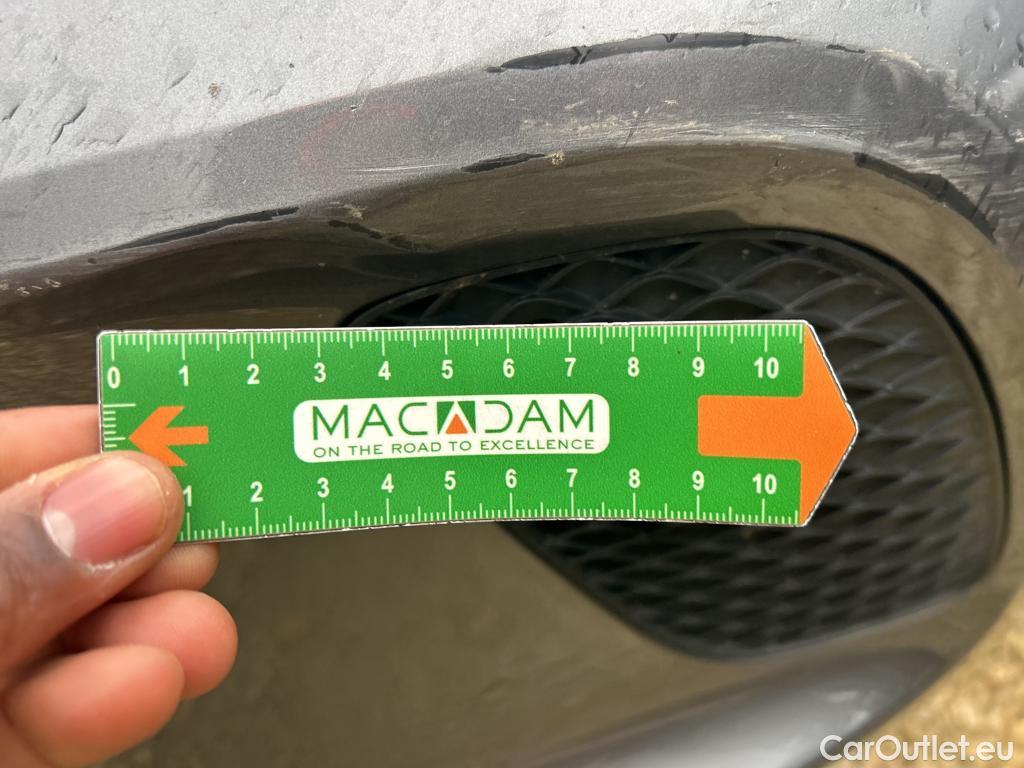 0 1 2 3 4 5 6 7 8 9 10
MACADAM
ON THE ROAD TO EXCELLENCE
1 2 3 4 5 6 7 8 9 10
CarOutlet.eu